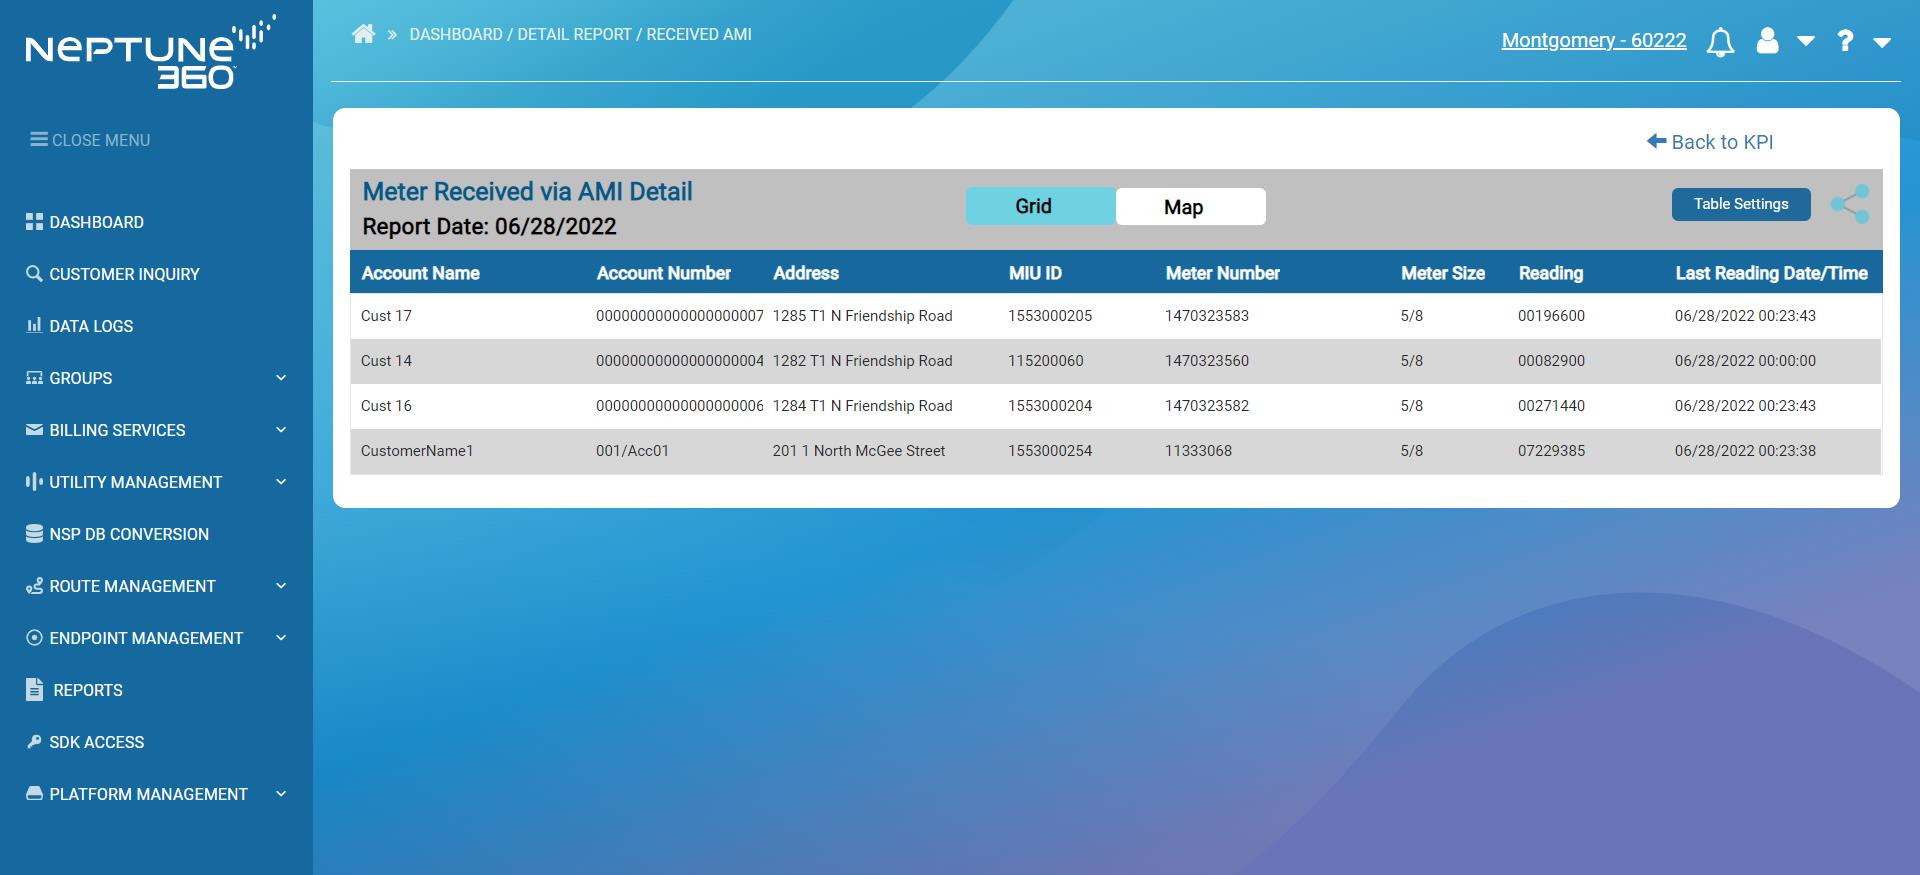 NEPTUNE
360
CLOSE MENU
DASHBOARD
CUSTOMER INQUIRY
DATA LOGS
GROUPS
BILLING SERVICES
UTILITY MANAGEMENT
NSP DB CONVERSION
ROUTE MANAGEMENT
ENDPOINT MANAGEMENT
REPORTS
SDK ACCESS
PLATFORM MANAGEMENT
» DASHBOARD / DETAIL REPORT / RECEIVED AMI
Montgomery - 60222 ?
Back to KPI
Meter Received via AMI Detail
Report Date: 06/28/2022
Grid Map
Table Settings
Account Name Account Number Address MIU ID Meter Number Meter Size Reading Last Reading Date/Time
Cust 17 00000000000000000007 1285 T1 N Friendship Road 1553000205 1470323583 5/8 00196600 06/28/2022 00:23:43
Cust 14 00000000000000000004 1282 T1 N Friendship Road 115200060 1470323560 5/8 00082900 06/28/2022 00:00:00
Cust 16 00000000000000000006 1284 T1 N Friendship Road 1553000204 1470323582 5/8 00271440 06/28/2022 00:23:43
CustomerName1 001/Acc01 201 1 North McGee Street 1553000254 11333068 5/8 07229385 06/28/2022 00:23:38